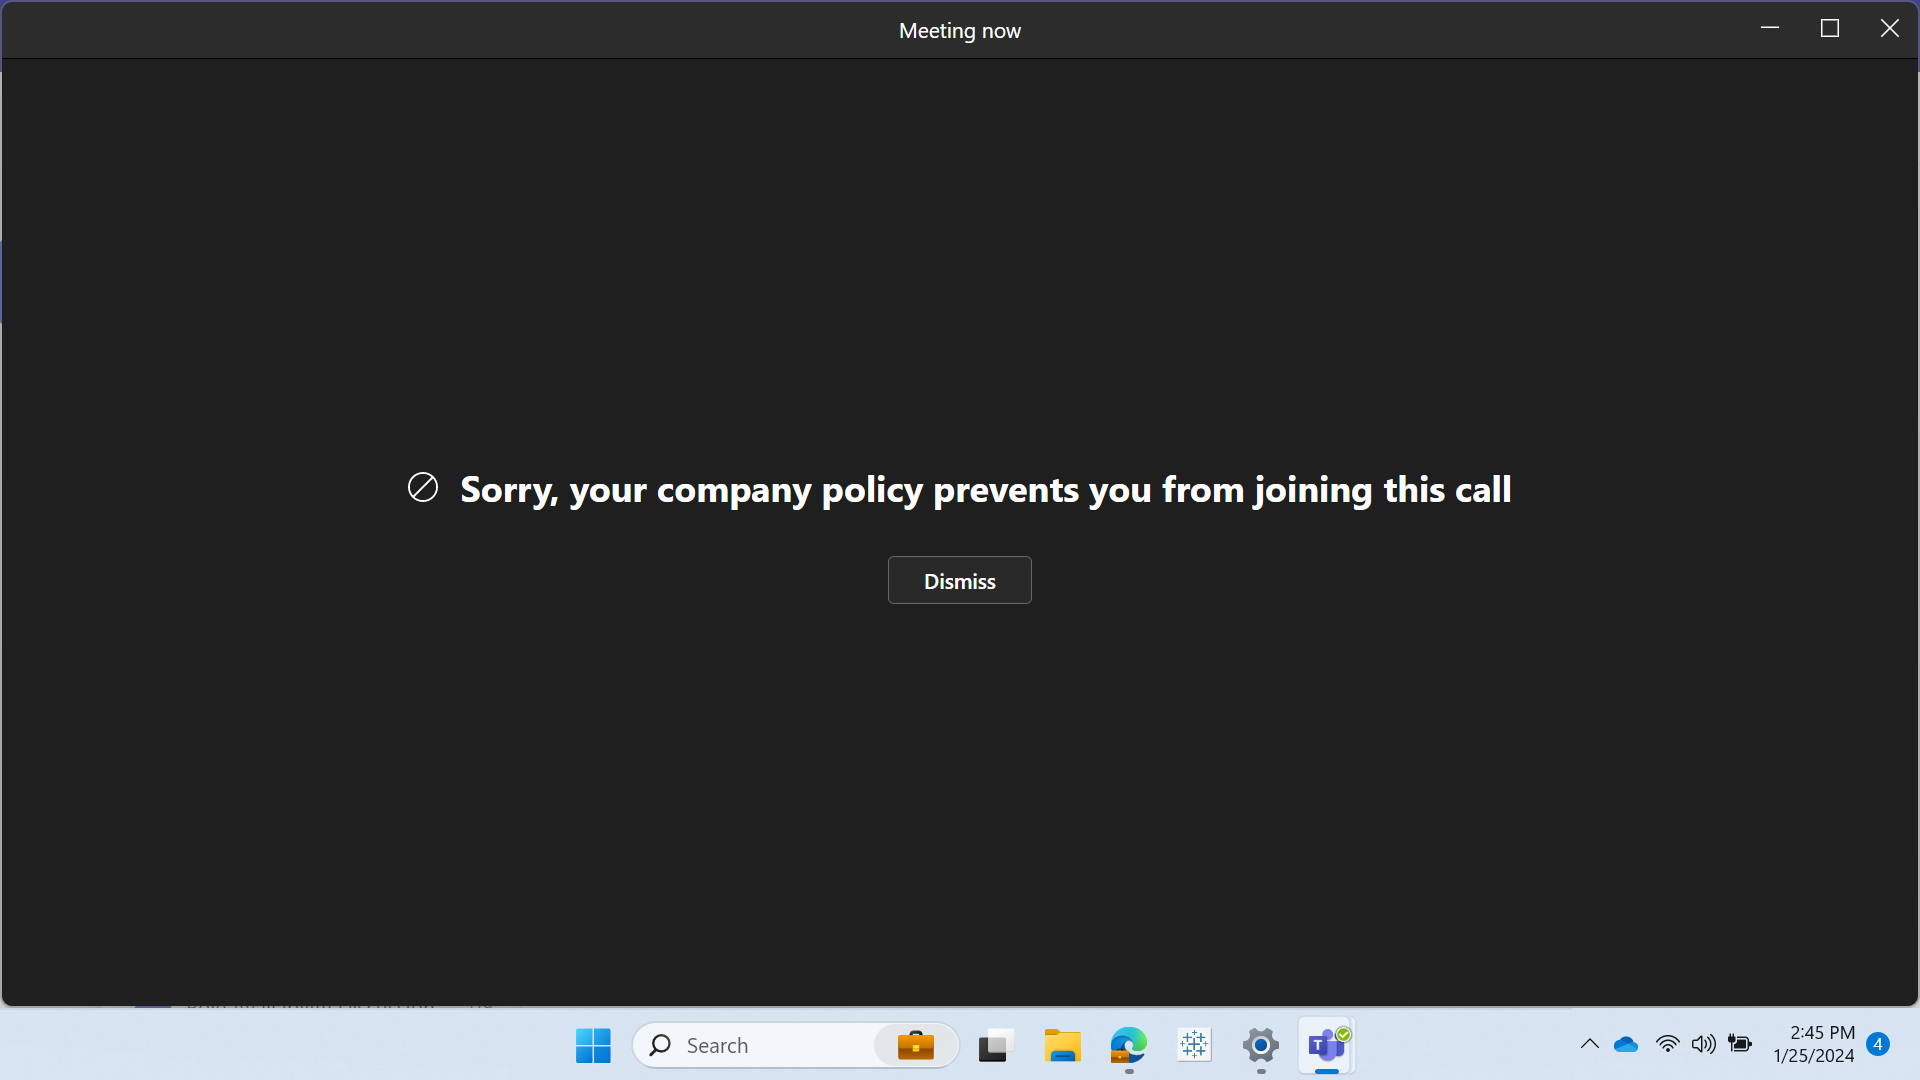 Meeting now
Sorry, your company policy prevents you from joining this call
Dismiss
Search
T
2:45 PM
1/25/2024
4